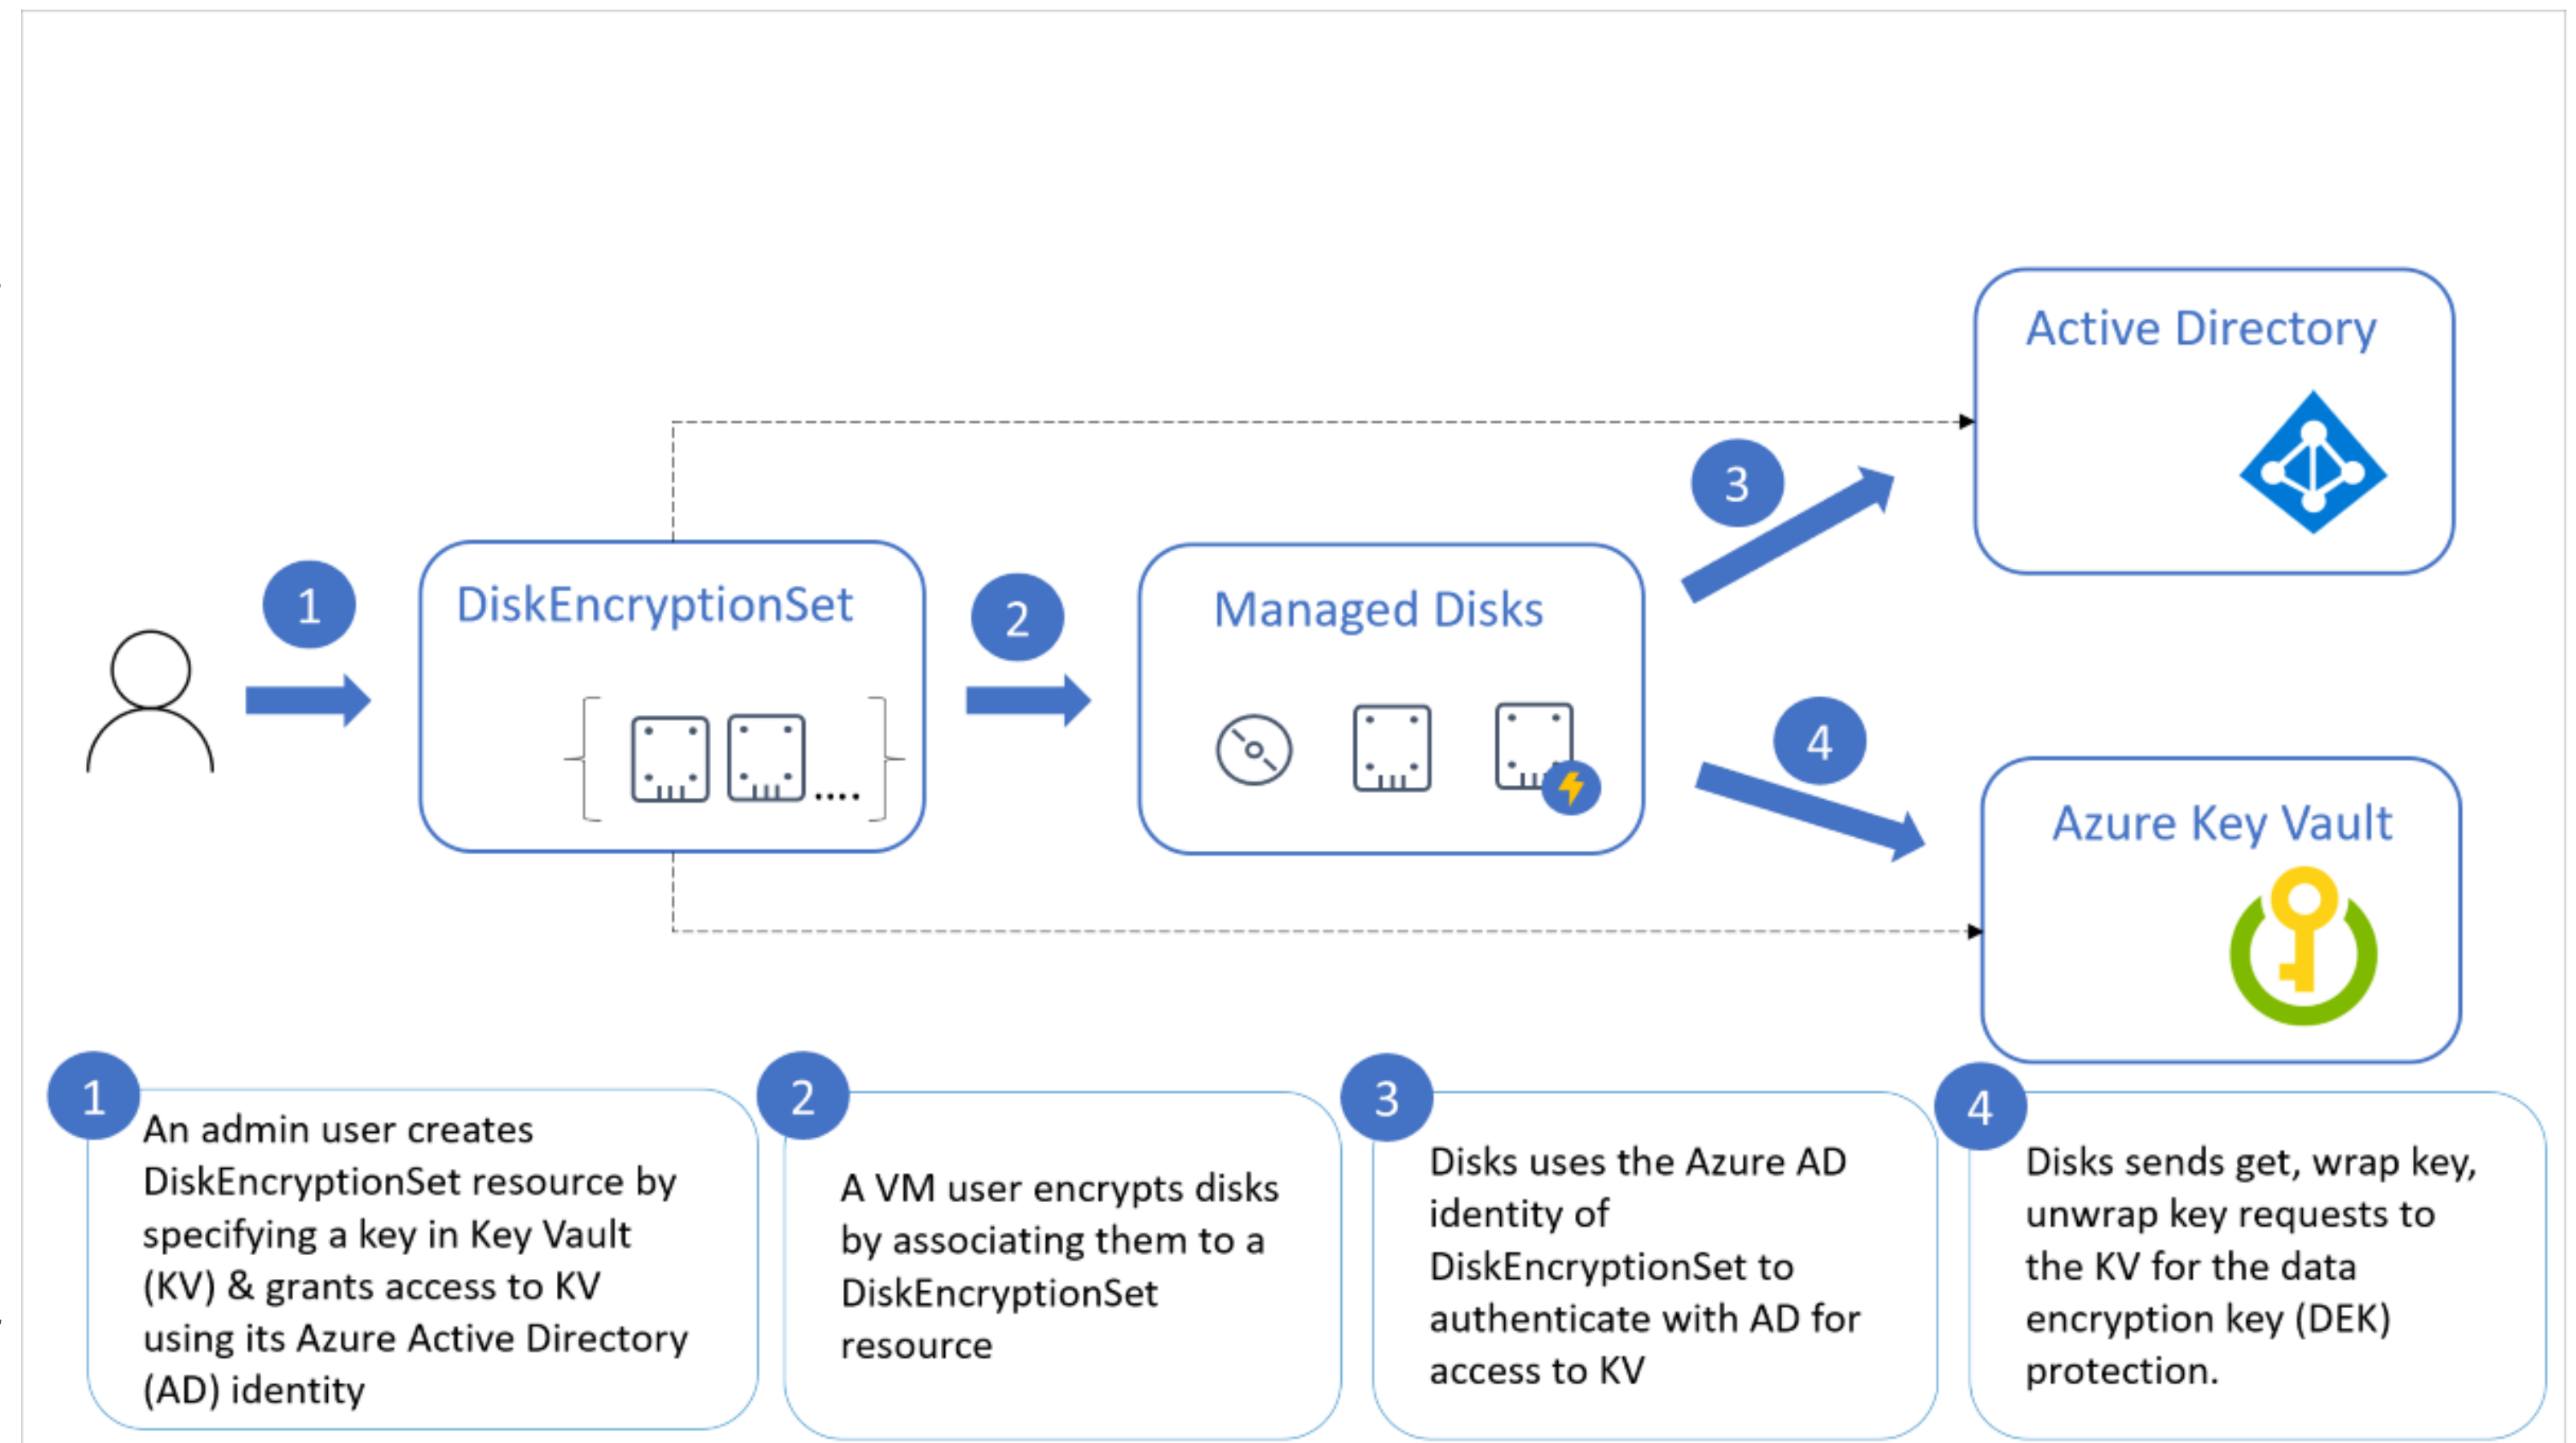 Active Directory
3
1
DiskEncryptionSet
2
Managed Disks
....
4
Azure Key Vault
1
An admin user creates
DiskEncryptionSet resource by
specifying a key in Key Vault
(KV) & grants access to KV
using its Azure Active Directory
(AD) identity
2
A VM user encrypts disks
by associating them to a
DiskEncryptionSet
resource
3
Disks uses the Azure AD
identity of
DiskEncryptionSet to
authenticate with AD for
access to KV
4
Disks sends get, wrap key,
unwrap key requests to
the KV for the data
encryption key (DEK)
protection.